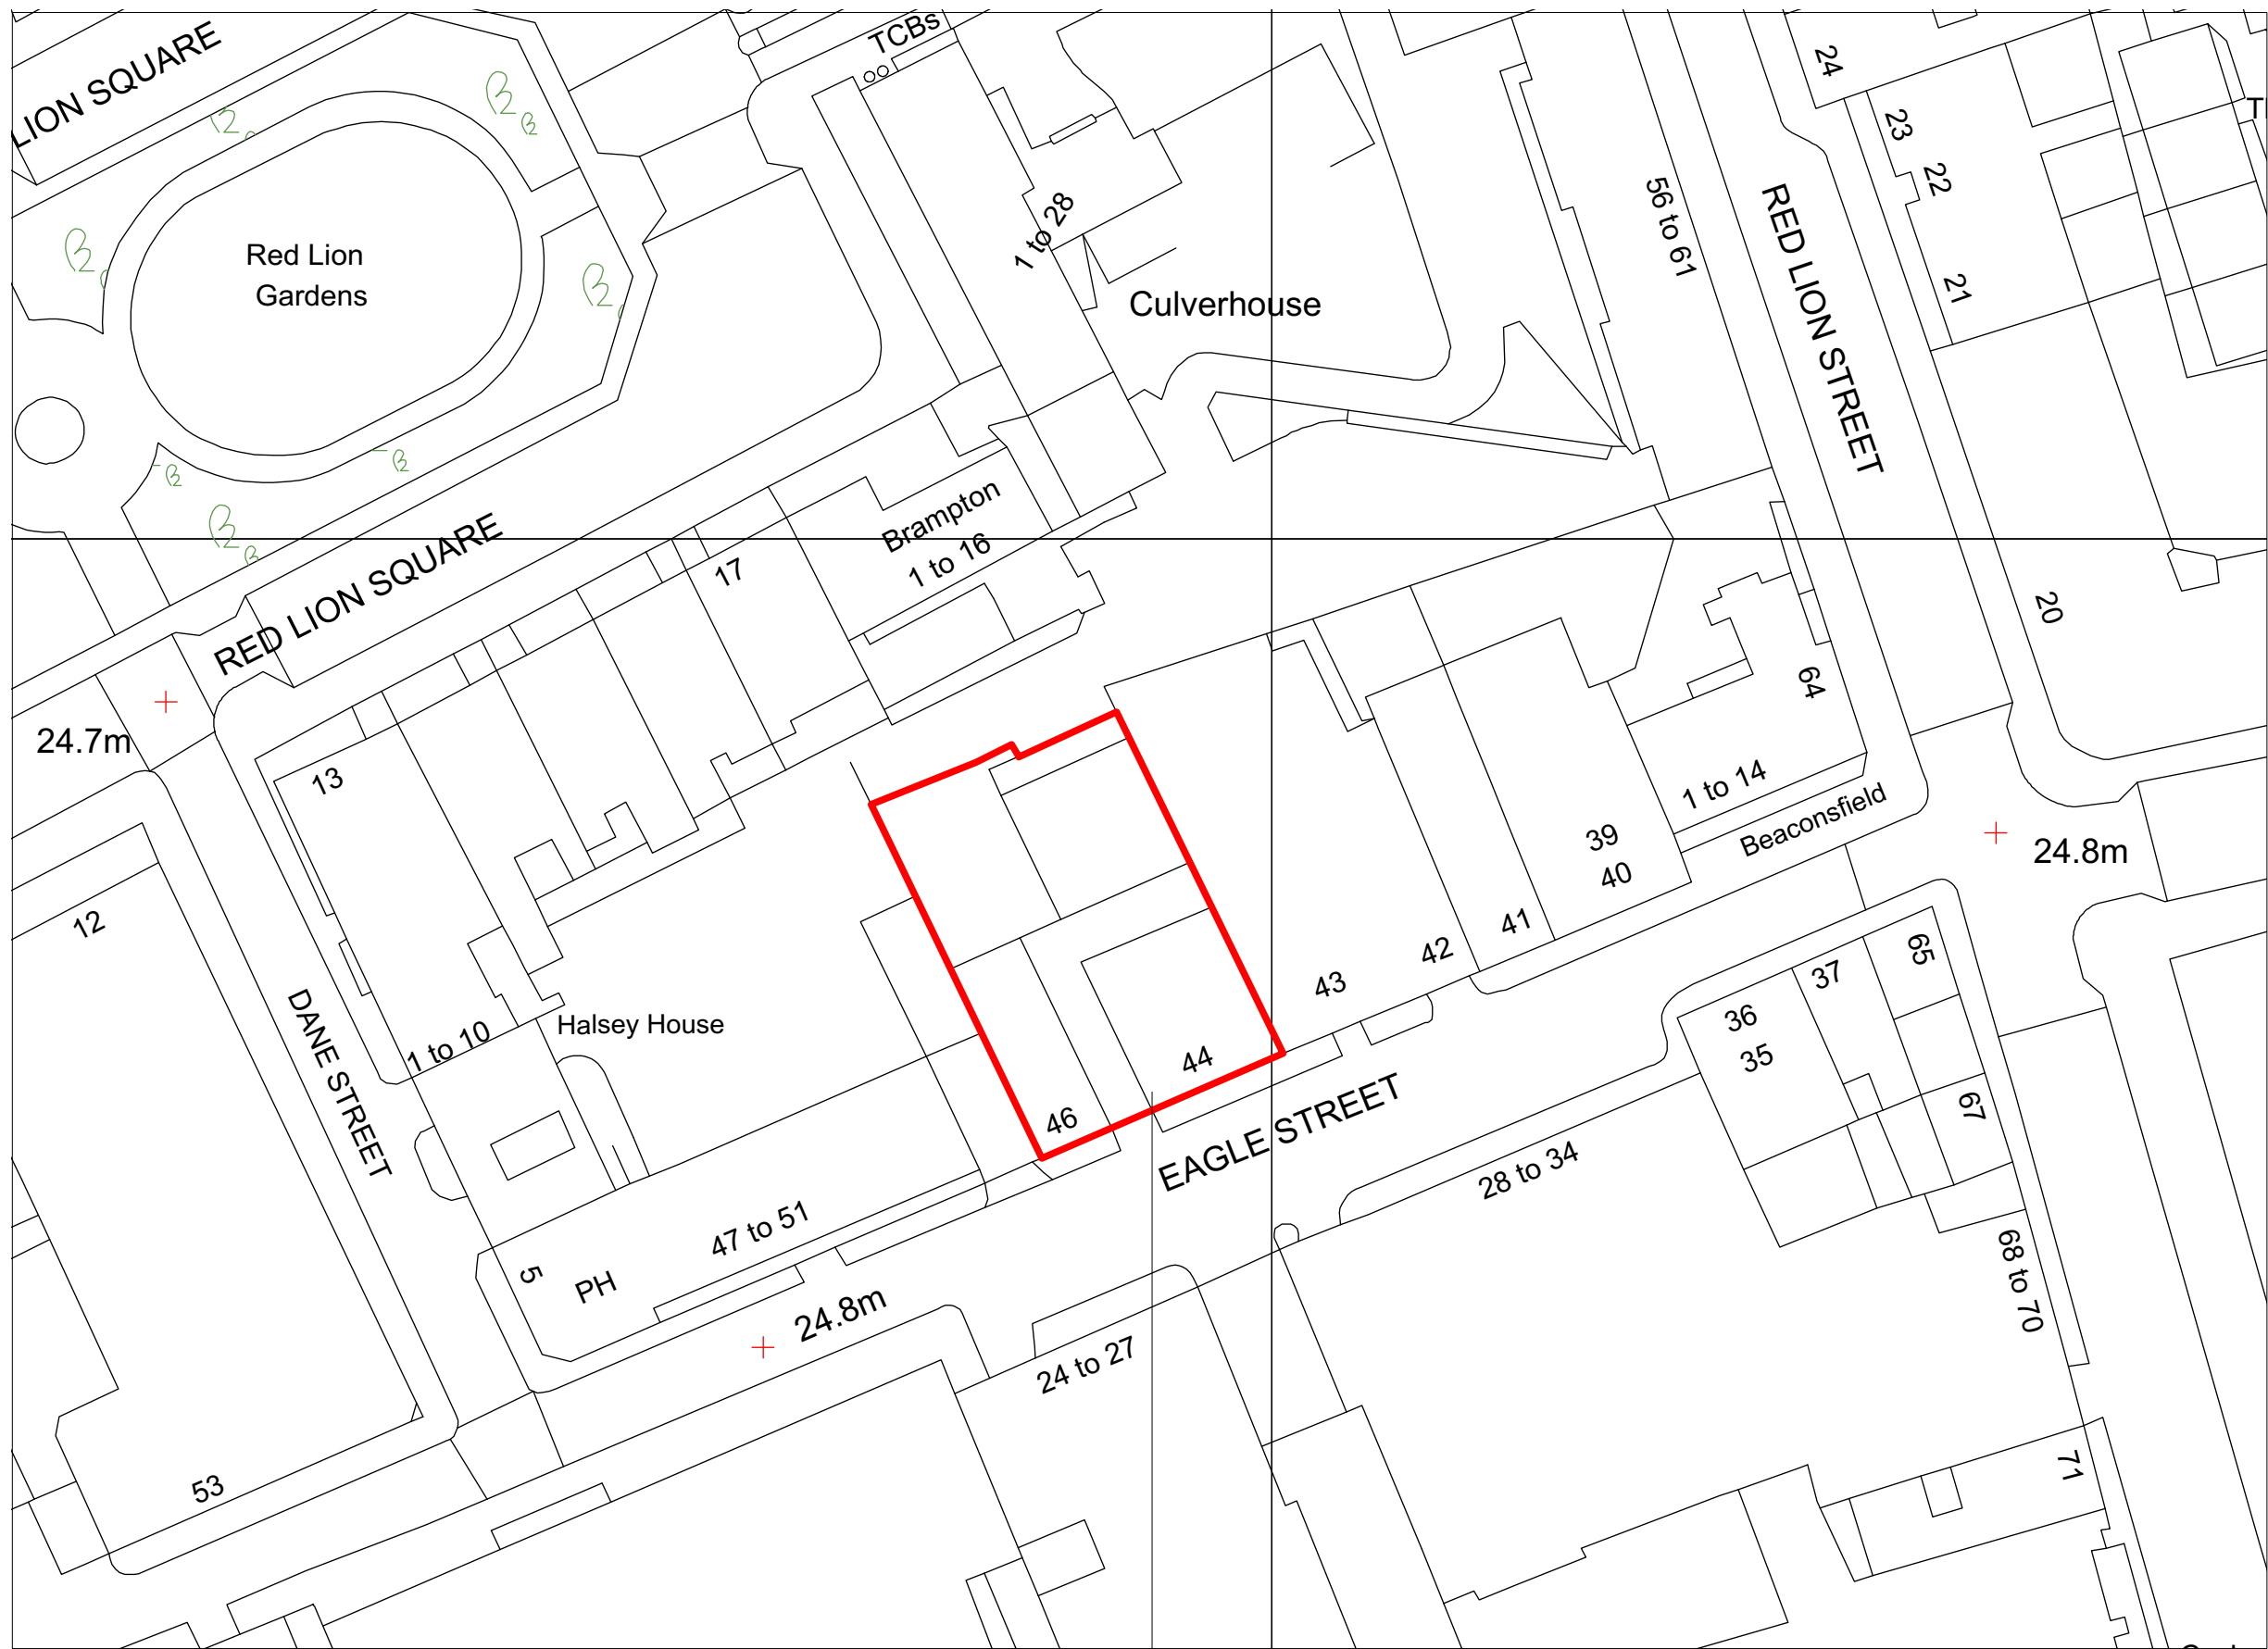 LION SQUARE
TCBs
24
23
22
21
56 to 61
RED LION STREET
1 to 28
Red Lion
Gardens
Culverhouse
Brampton
1 to 16
17
RED LION SQUARE
20
64
24.7m
13
1 to 14
Beaconsfield
39
40
24.8m
12
41
42
43
65
37
36
35
DANE STREET
1 to 10
Halsey House
44
46
EAGLE STREET
67
28 to 34
47 to 51
5
PH
68 to 70
24.8m
24 to 27
53
71